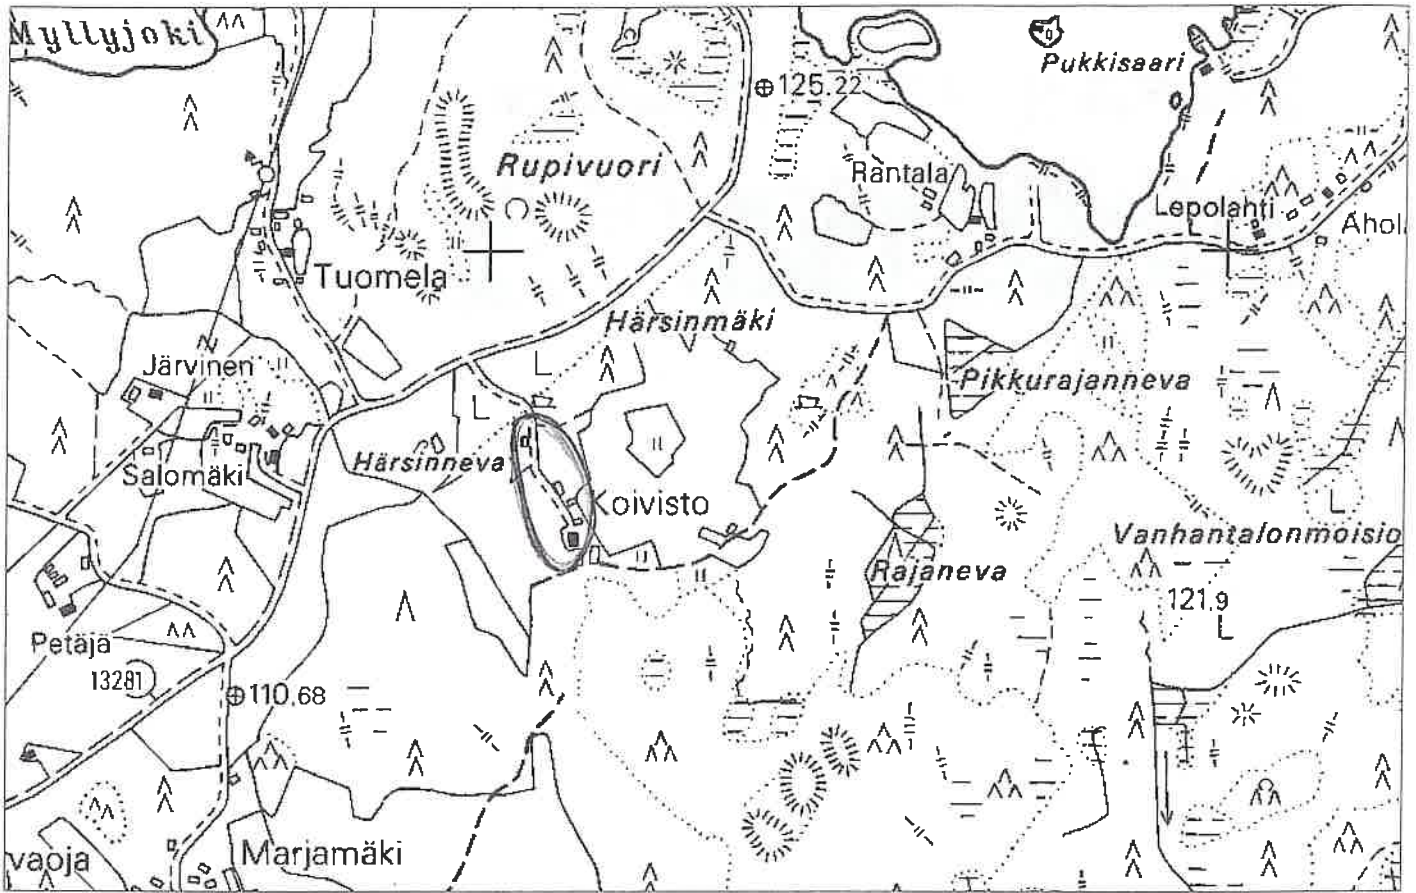 Myllyjoki
Pukkisaari
125.22
Rupivuori
Rantala
Lepolahti
Ahol
Tuomela
Härsinmäki
Järvinen
Pikkurajanneva
Härsinneva
Salomäki
Koivisto
Vanhantalonmoisio
Rajaneva
121.9
Petäjä
13281
110.68
Marjamäki
vaoja